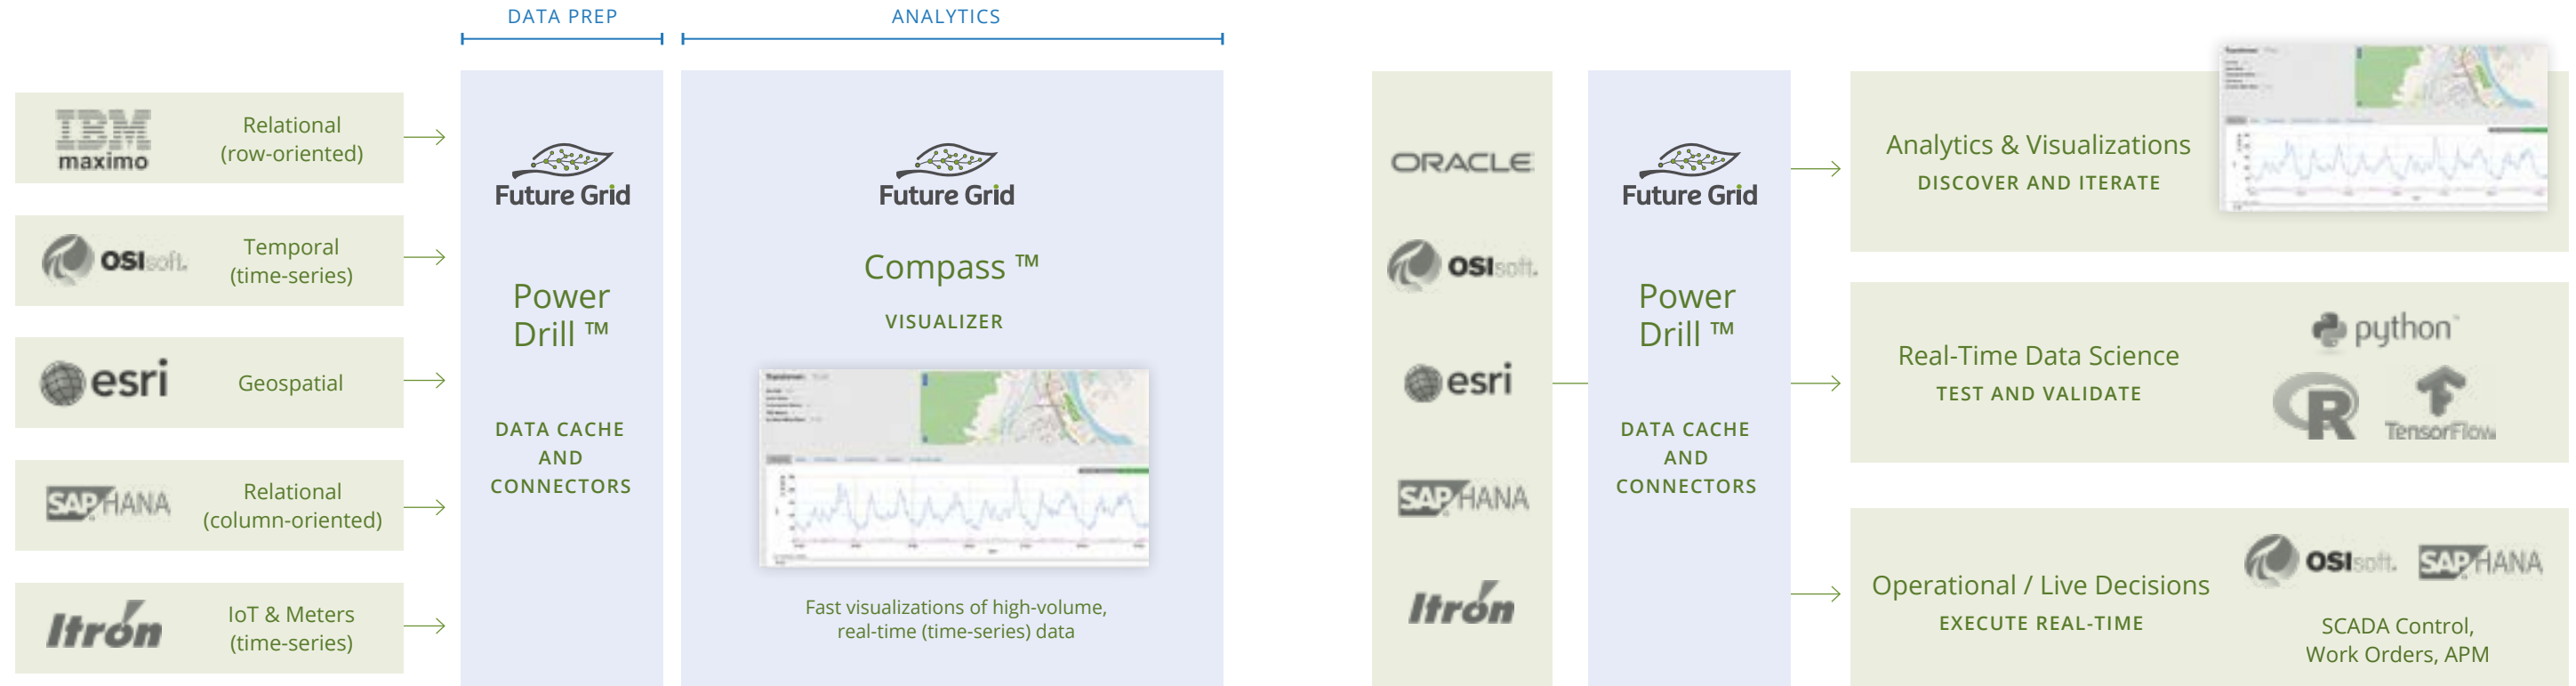 DATA PREP
ANALYTICS
IBM
maximo
Relational
(row-oriented)
OSIsoft.
Temporal
(time-series)
esri
Geospatial
SAP HANA
Relational
(column-oriented)
Itron
IoT & Meters
(time-series)
Future Grid
Power
Drill ™
DATA CACHE
AND
CONNECTORS
Future Grid
Compass ™
VISUALIZER
Fast visualizations of high-volume,
real-time (time-series) data
ORACLE
OSIsoft.
esri
SAP HANA
Itron
Future Grid
Power
Drill ™
DATA CACHE
AND
CONNECTORS
Analytics & Visualizations
DISCOVER AND ITERATE
Real-Time Data Science
TEST AND VALIDATE
python™
R
TensorFlow
Operational / Live Decisions
EXECUTE REAL-TIME
OSIsoft.
SAP HANA
SCADA Control,
Work Orders, APM